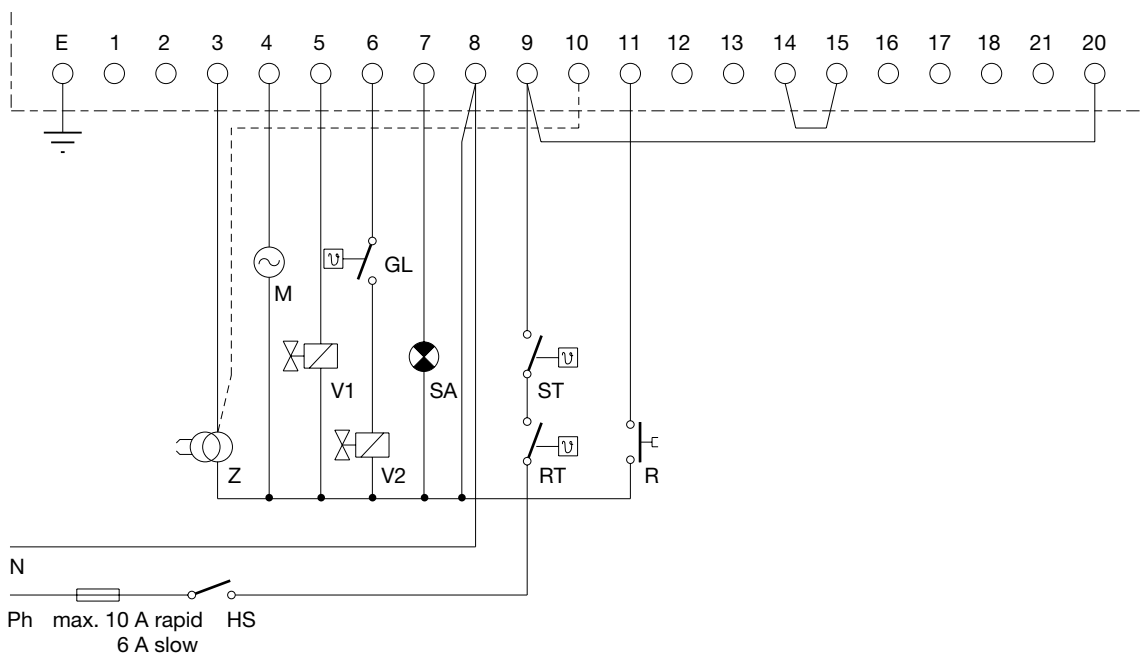 E 1 2 3 4 5 6 7 8 9 10 11 12 13 14 15 16 17 18 21 20
ϑ GL
M
ϑ
V1 SA ST
ϑ
Z V2 RT R
N
Ph max. 10 A rapid HS
6 A slow